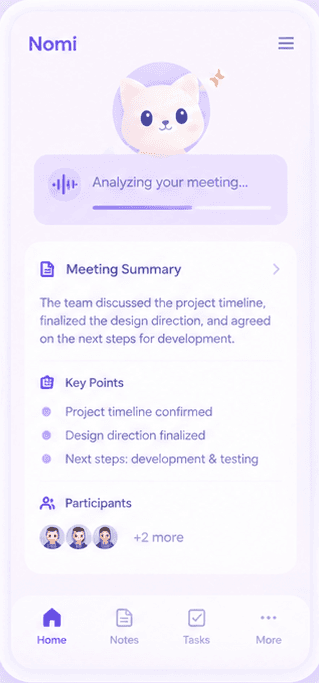 Nomi
Analyzing your meeting...
Meeting Summary
The team discussed the project timeline,
finalized the design direction, and agreed
on the next steps for development.
Key Points
Project timeline confirmed
Design direction finalized
Next steps: development & testing
Participants
+2 more
Home
Notes
Tasks
More